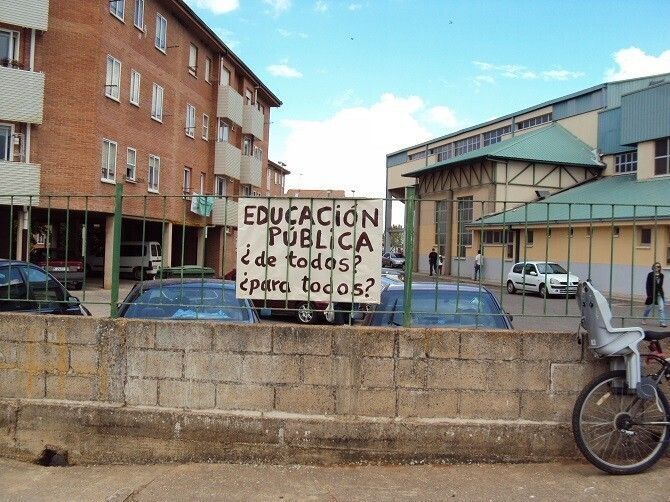 EDUCACIÓN
PÚBLICA
¿de todos?
¿para todos?